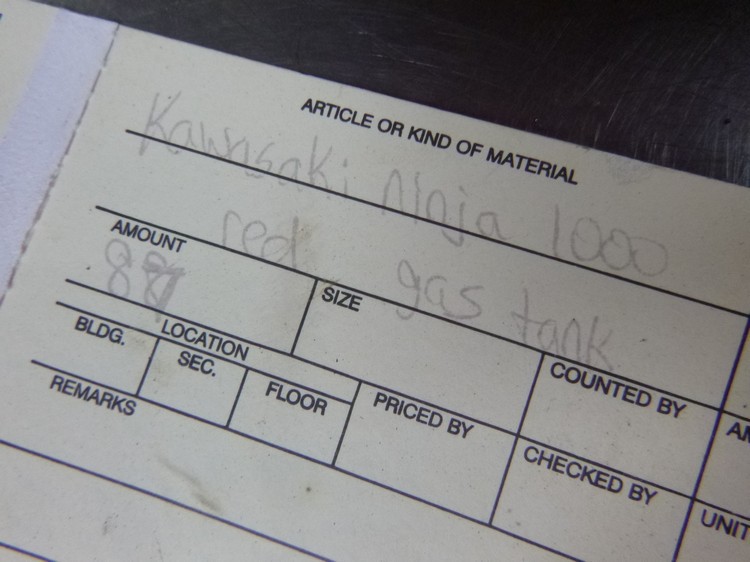 ARTICLE OR KIND OF MATERIAL
Kawasaki Ninja 1000
red gas tank
AMOUNT
SIZE
BLDG.
LOCATION
SEC.
FLOOR
PRICED BY
COUNTED BY
REMARKS
CHECKED BY
UNIT